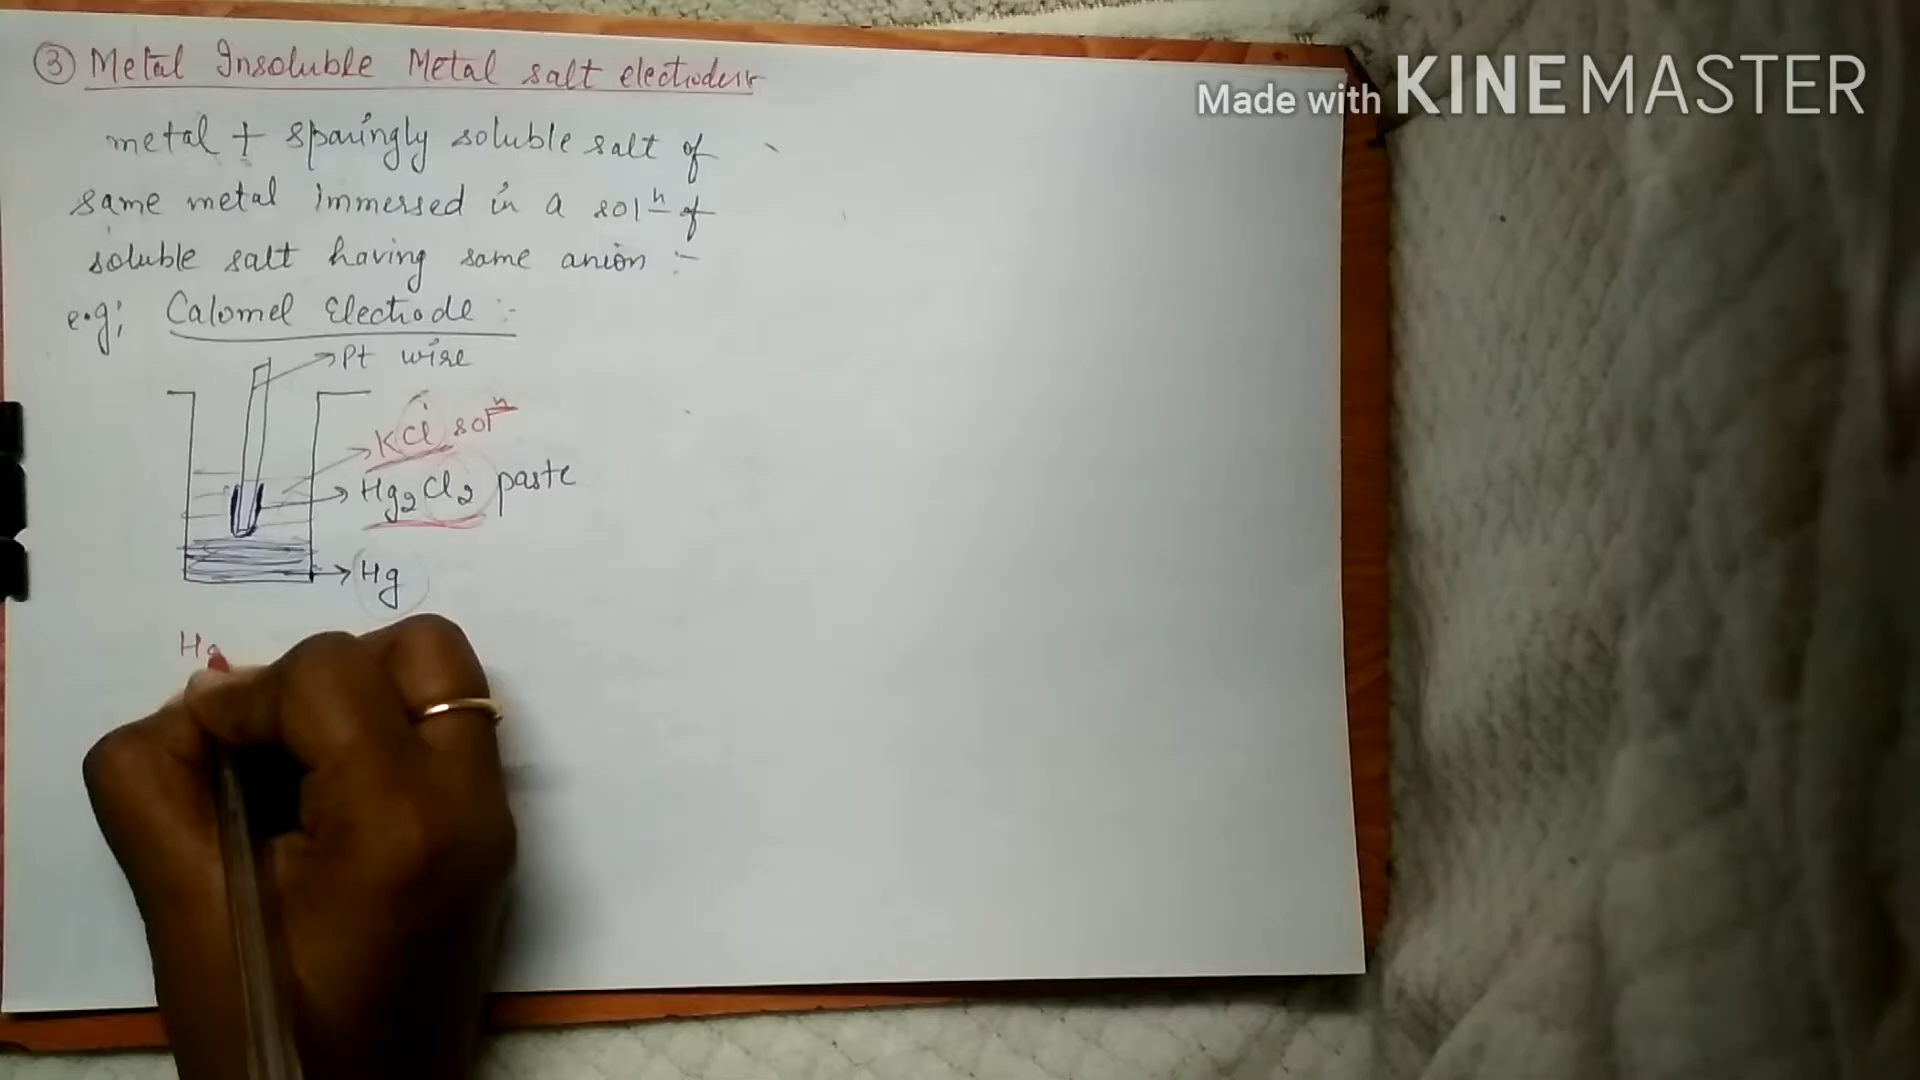 ③ Metal Insoluble Metal salt electrodes:-
metal + sparingly soluble salt of
same metal immersed in a solⁿ of
soluble salt having same anion :-
e.g; Calomel Electrode :-
Pt wire
KCl solⁿ
Hg₂Cl₂ paste
Hg
Hg
Made with KINEMASTER